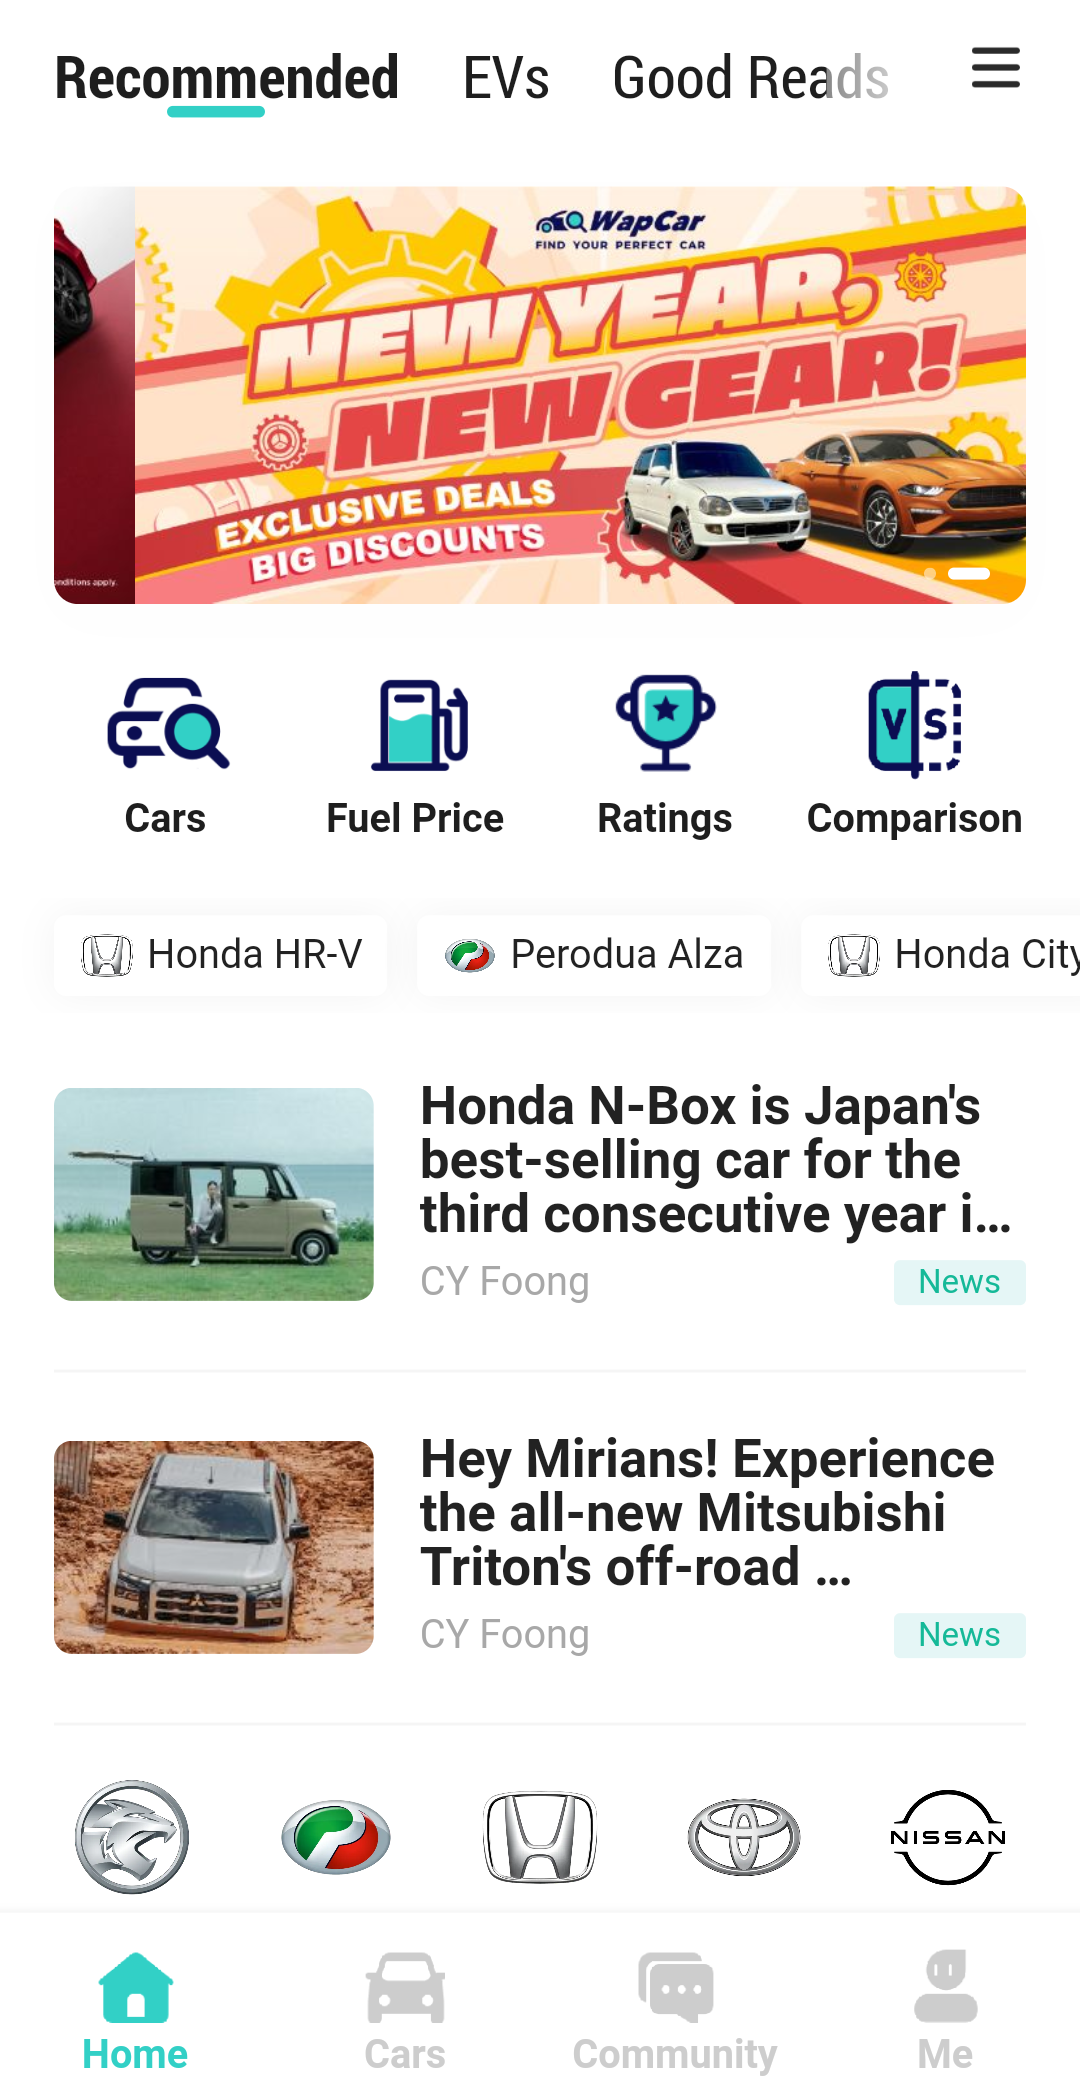 Recommended EVs Good Reads
WapCar
FIND YOUR PERFECT CAR
NEW YEAR,
NEW GEAR!
EXCLUSIVE DEALS
BIG DISCOUNTS
onditions apply.
Cars Fuel Price Ratings Comparison
Honda HR-V Perodua Alza Honda City
Honda N-Box is Japan's
best-selling car for the
third consecutive year i...
CY Foong News
Hey Mirians! Experience
the all-new Mitsubishi
Triton's off-road ...
CY Foong News
NISSAN
Home Cars Community Me